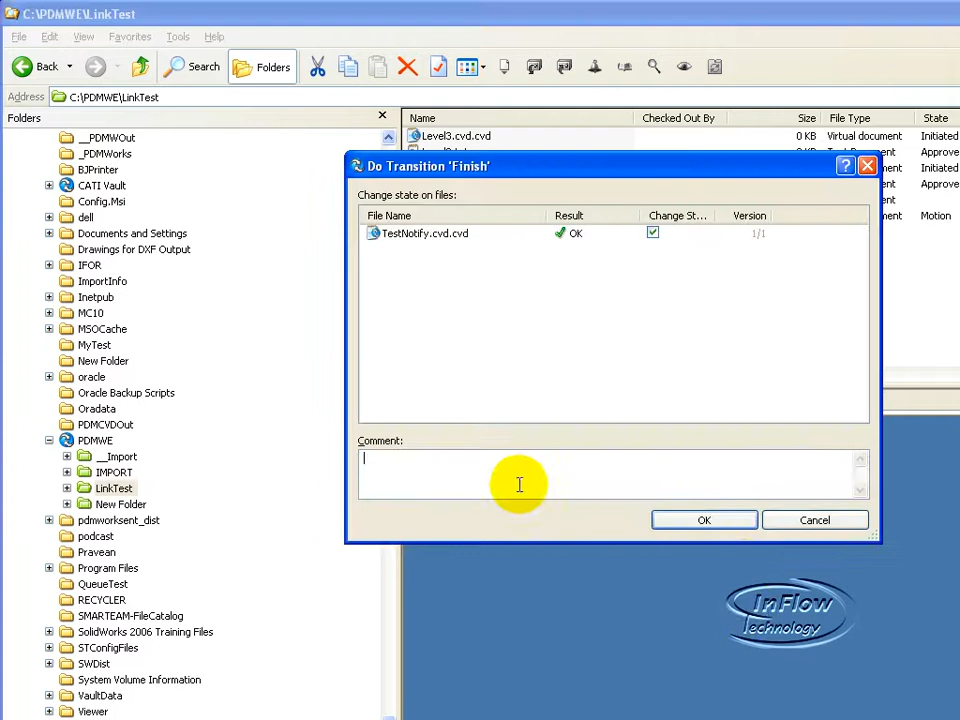 C:\PDMWE\LinkTest
File Edit View Favorites Tools Help
Back Search Folders
Address C:\PDMWE\LinkTest
Folders
Name Checked Out By Size File Type State
Level3.cvd.cvd 0 KB Virtual document Initiated
Approve
Initiated
Approve
Motion
__PDMWOut
_PDMWorks
BJPrinter
CATI Vault
Config.Msi
dell
Documents and Settings
Drawings for DXF Output
IFOR
ImportInfo
Inetpub
MC10
MSOCache
MyTest
New Folder
oracle
Oracle Backup Scripts
Oradata
PDMCVDOut
PDMWE
__Import
IMPORT
LinkTest
New Folder
pdmworksent_dist
podcast
Pravean
Program Files
QueueTest
RECYCLER
SMARTEAM-FileCatalog
SolidWorks 2006 Training Files
STConfigFiles
SWDist
System Volume Information
VaultData
Viewer
Do Transition 'Finish'
Change state on files:
File Name Result Change St... Version
TestNotify.cvd.cvd OK 1/1
Comment:
OK Cancel
InFlow
Technology